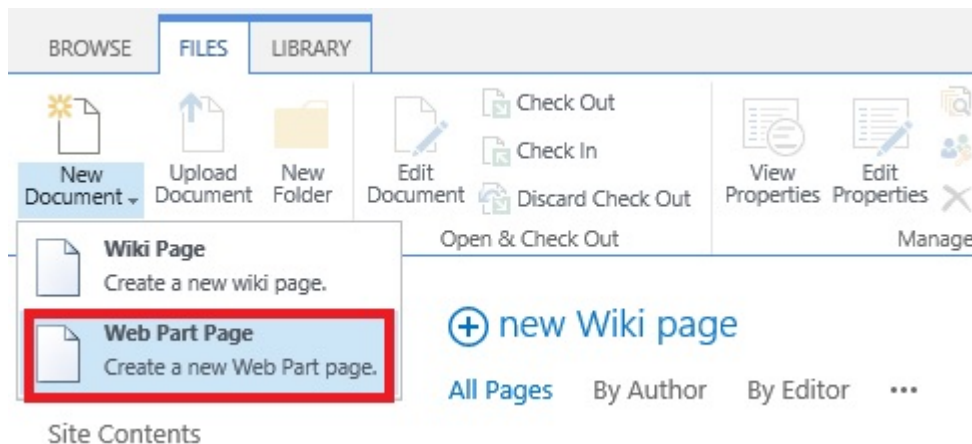 BROWSE FILES LIBRARY
New Document
Upload Document
New Folder
Edit Document
Check Out
Check In
Discard Check Out
View Properties
Edit Properties
Open & Check Out
Manage
Wiki Page
Create a new wiki page.
Web Part Page
Create a new Web Part page.
new Wiki page
All Pages By Author By Editor •••
Site Contents